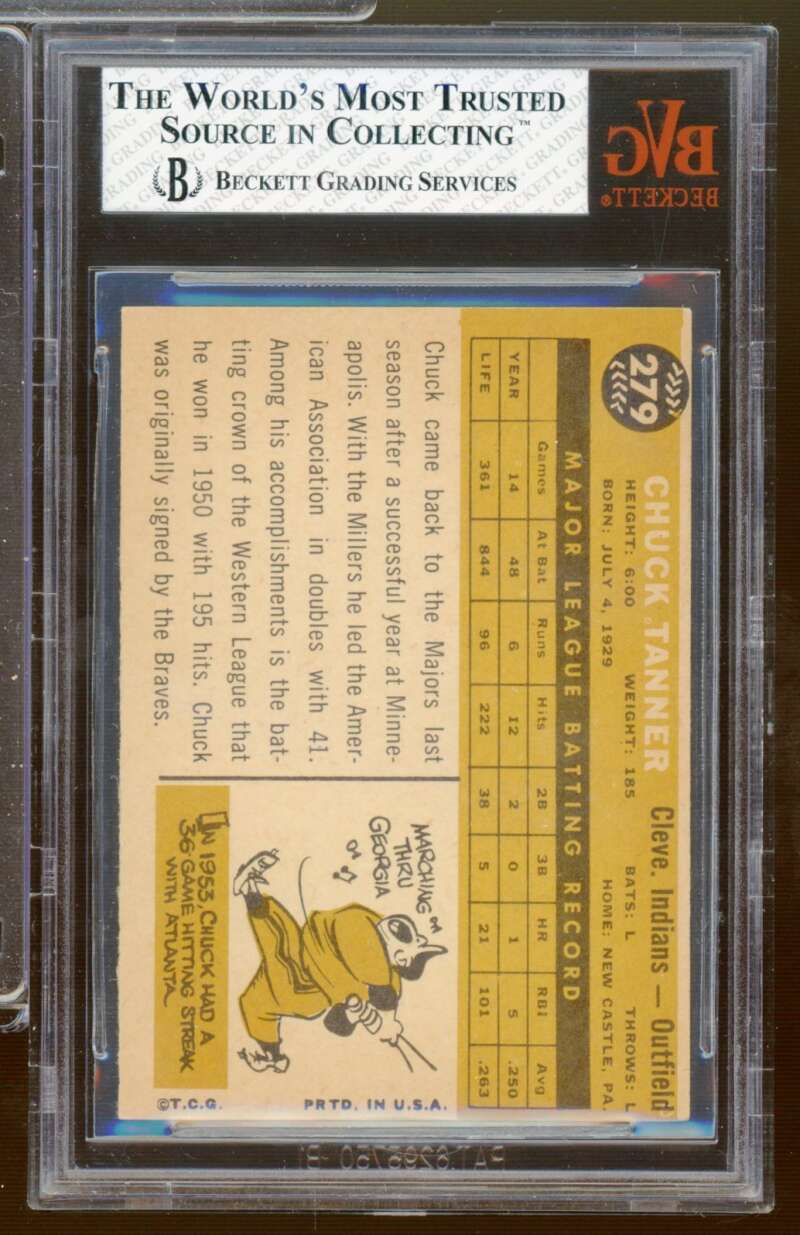 THE WORLD'S MOST TRUSTED
SOURCE IN COLLECTING™
B BECKETT GRADING SERVICES
BVG
BECKETT®
279
CHUCK TANNER Cleve. Indians — Outfield
HEIGHT: 6:00 WEIGHT: 185 BATS: L THROWS: L
BORN: JULY 4, 1929 HOME: NEW CASTLE, PA.
MAJOR LEAGUE BATTING RECORD
Games At Bat Runs Hits 2B 3B HR RBI Avg
YEAR 14 48 6 12 2 0 1 5 .250
LIFE 361 844 96 222 38 5 21 101 .263
Chuck came back to the Majors last
season after a successful year at Minne-
apolis. With the Millers he led the Amer-
ican Association in doubles with 41.
Among his accomplishments is the bat-
ting crown of the Western League that
he won in 1950 with 195 hits. Chuck
was originally signed by the Braves.
MARCHING
THRU
GEORGIA
IN 1953, CHUCK HAD A
36 GAME HITTING STREAK
WITH ATLANTA
©T.C.G. PRTD. IN U.S.A.